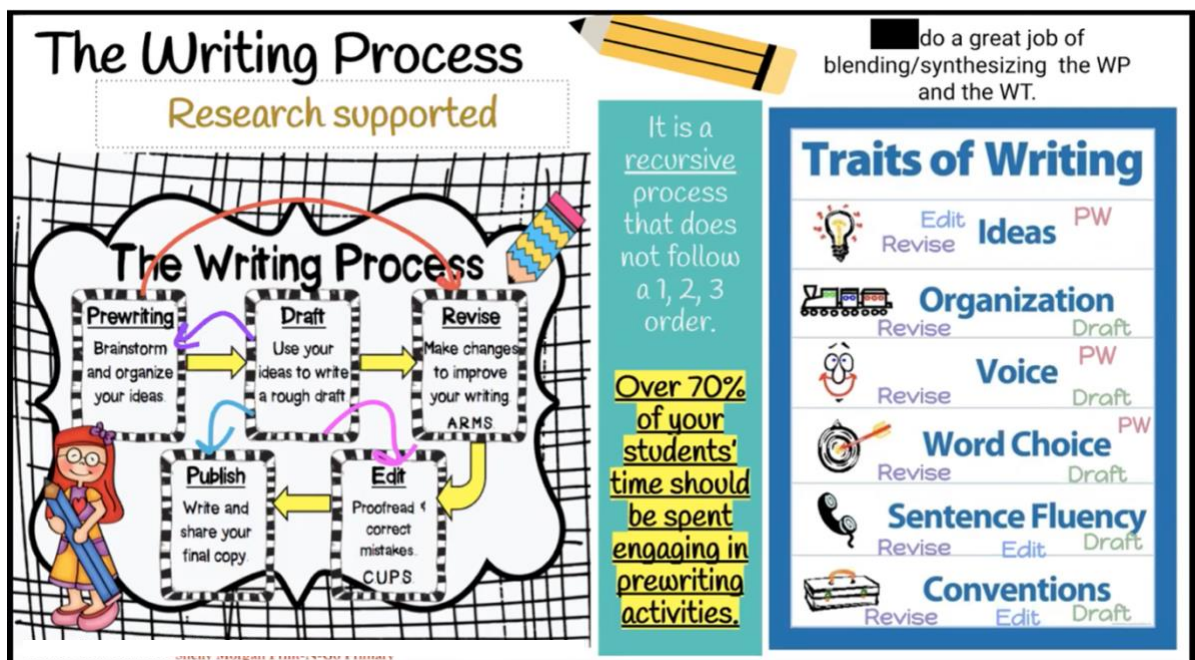 The Writing Process
Research supported
The Writing Process
Prewriting
Brainstorm
and organize
your ideas.
Draft
Use your
ideas to write
a rough draft.
Revise
Make changes
to improve
your writing.
A.R.M.S.
Publish
Write and
share your
final copy.
Edit
Proofread &
correct
mistakes.
C.U.P.S.
It is a
recursive
process
that does
not follow
a 1, 2, 3
order.
Over 70%
of your
students'
time should
be spent
engaging in
prewriting
activities.
do a great job of
blending/synthesizing the WP
and the WT.
Traits of Writing
Edit Ideas PW
Revise
Organization
Revise Draft
Voice PW
Revise Draft
Word Choice PW
Revise Draft
Sentence Fluency
Revise Edit Draft
Conventions
Revise Edit Draft